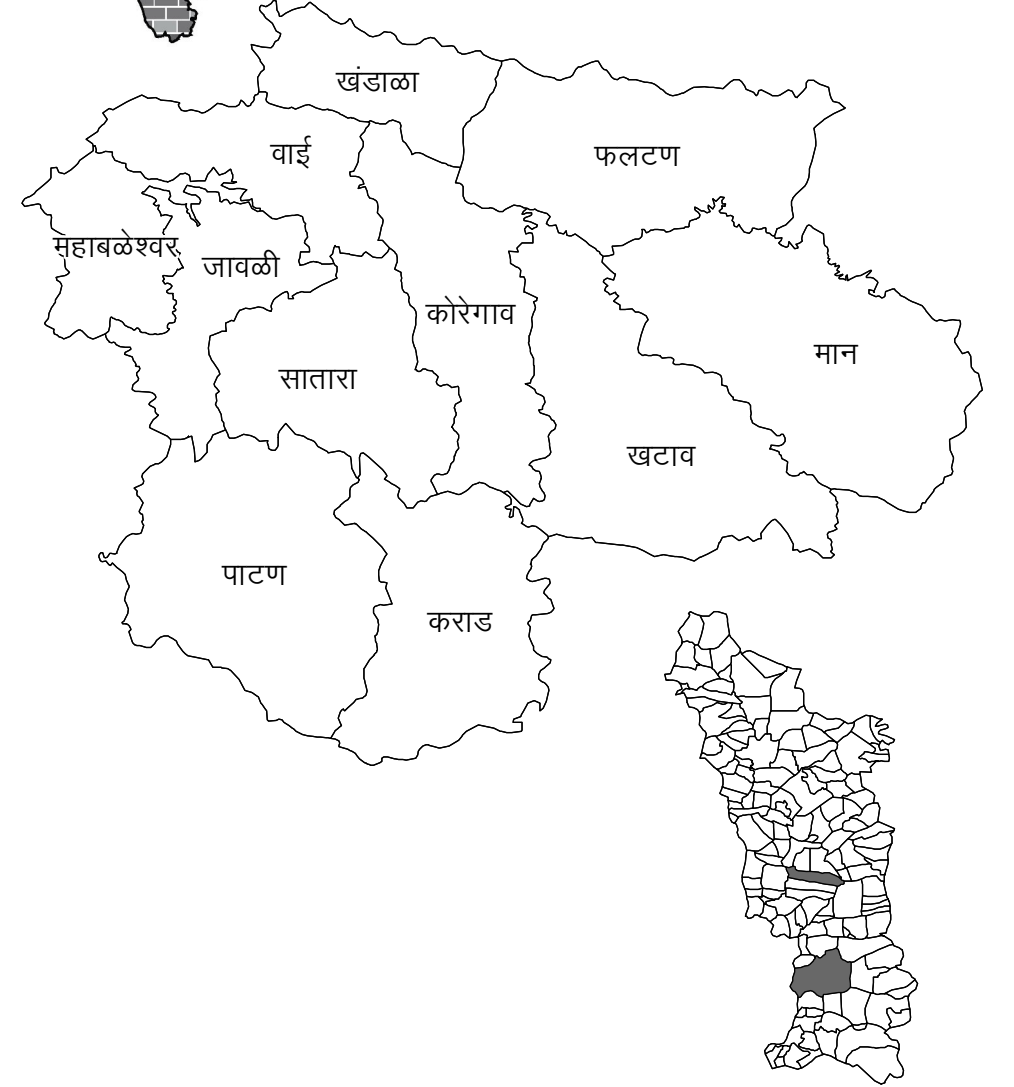 खंडाळा
वाई
फलटण
महाबळेश्वर
जावळी
कोरेगाव
मान
सातारा
खटाव
पाटण
कराड